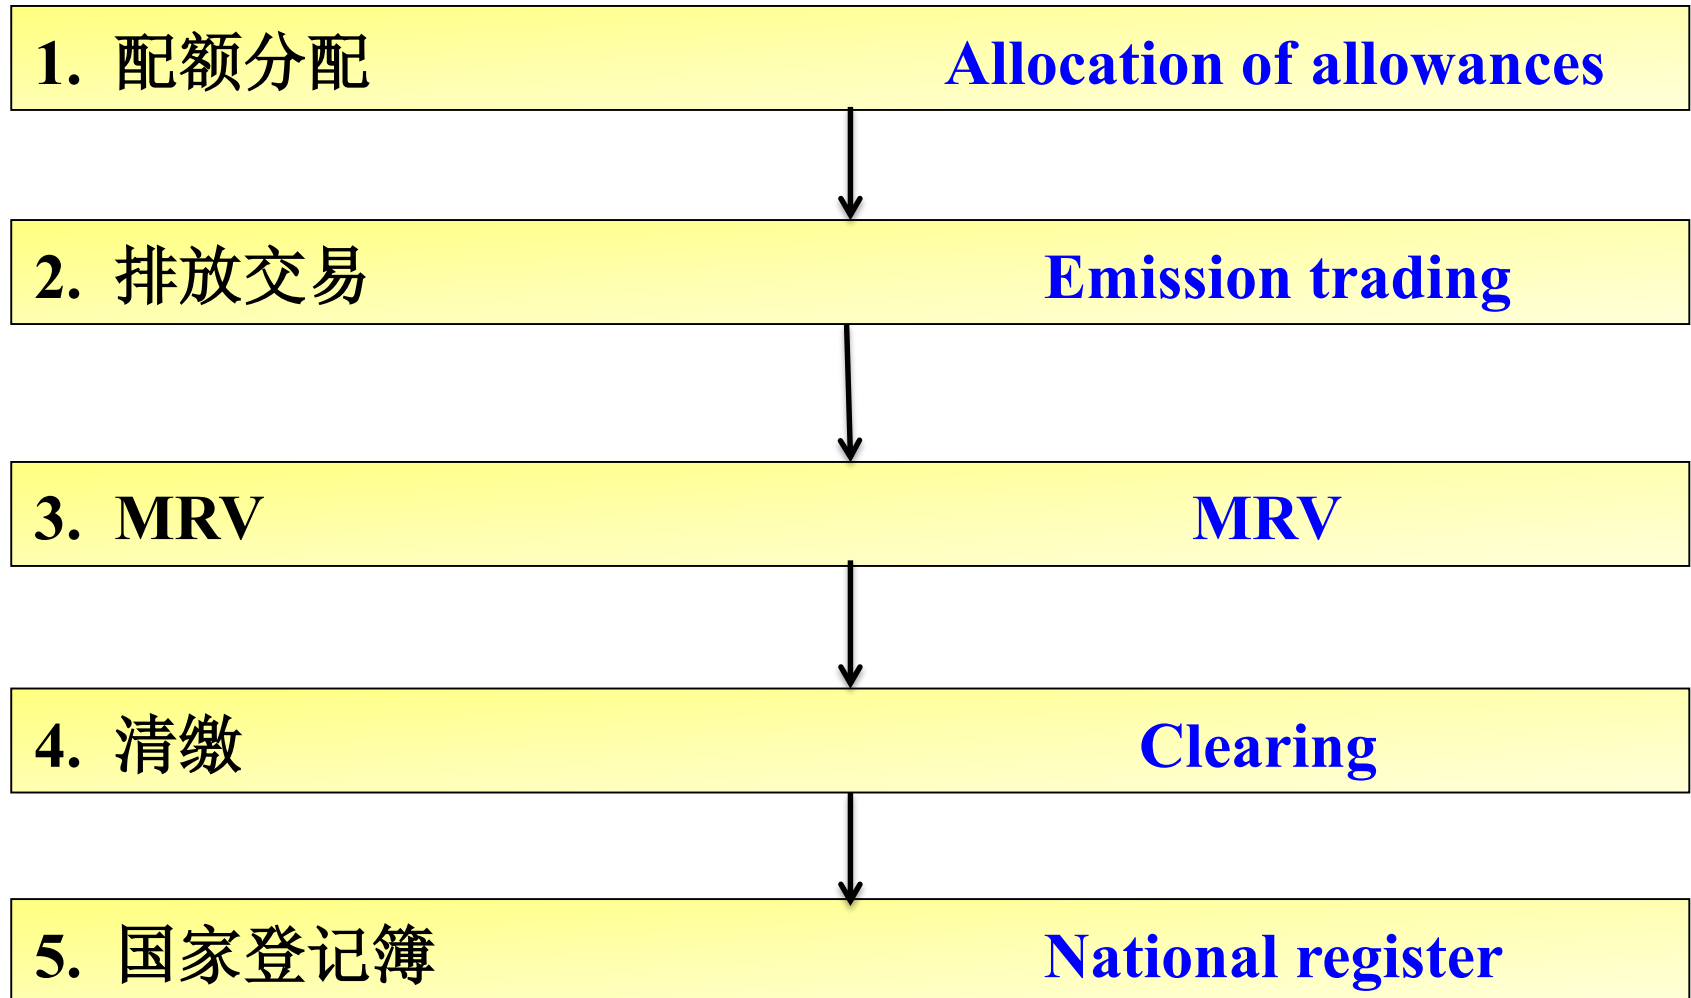 1. 配额分配 Allocation of allowances
2. 排放交易 Emission trading
3. MRV MRV
4. 清缴 Clearing
5. 国家登记簿 National register